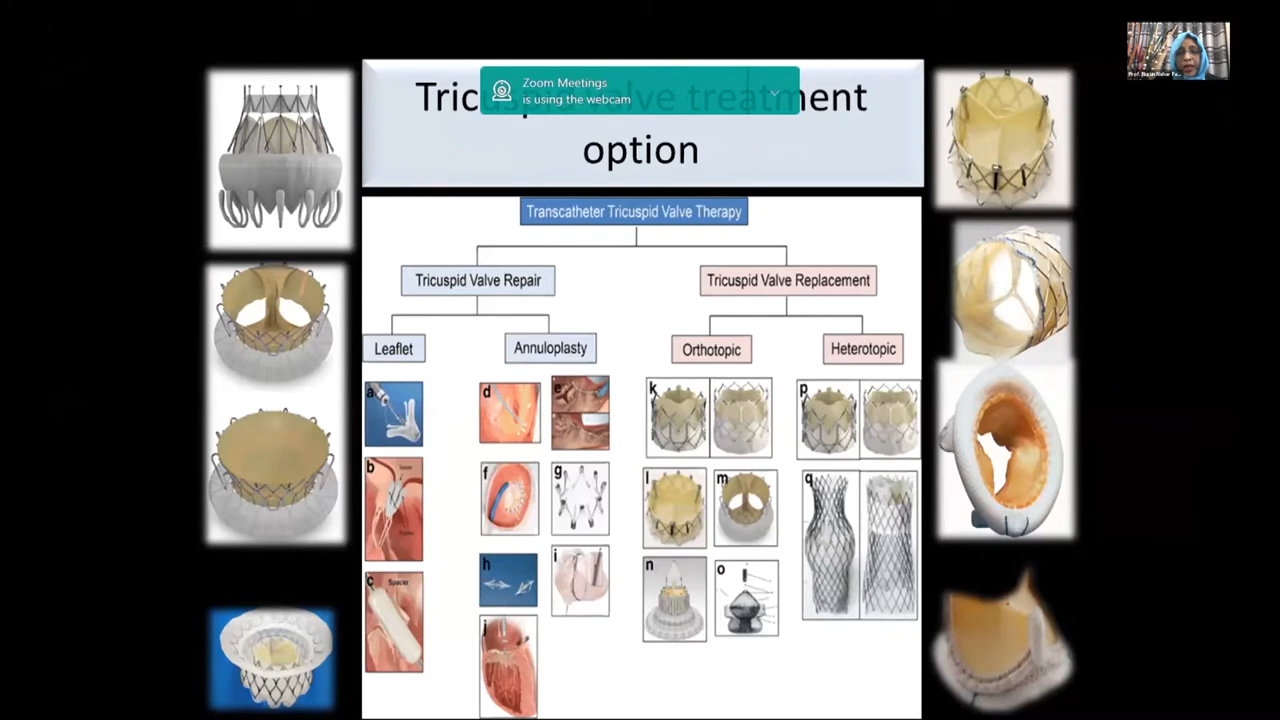 Zoom Meetings
is using the webcam
Tricuspid valve treatment
option
Transcatheter Tricuspid Valve Therapy
Tricuspid Valve Repair
Tricuspid Valve Replacement
Leaflet
Annuloplasty
Orthotopic
Heterotopic
a
d
e
k
p
b
f
g
l
m
q
h
i
n
o
c
Spacer
j